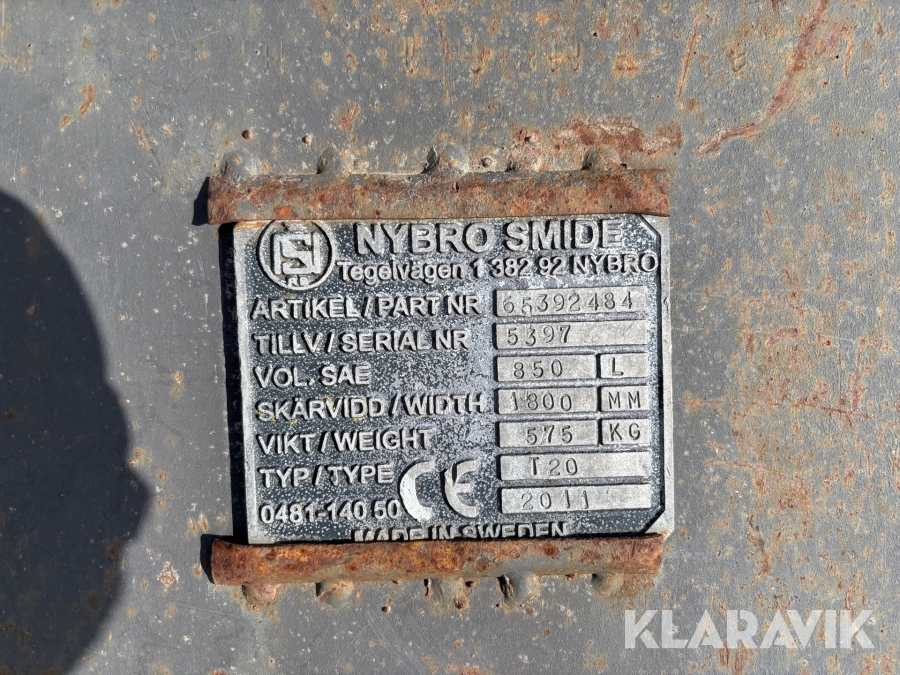 NYBRO SMIDE
Tegelvägen 1 382 92 NYBRO
ARTIKEL/PART NR 65392484
TILLV/SERIAL NR 5397
VOL. SAE 850 L
SKÄRVIDD/WIDTH 1800 MM
VIKT/WEIGHT 575 KG
TYP/TYPE T20
0481-140 50 CE 2011
MADE IN SWEDEN
KLARAVIK